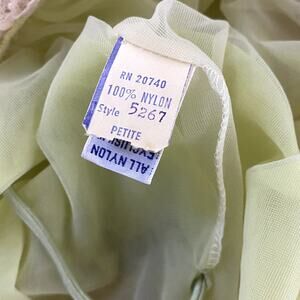 RN 20740
100% NYLON
Style 5267
PETITE
ALL NYLON